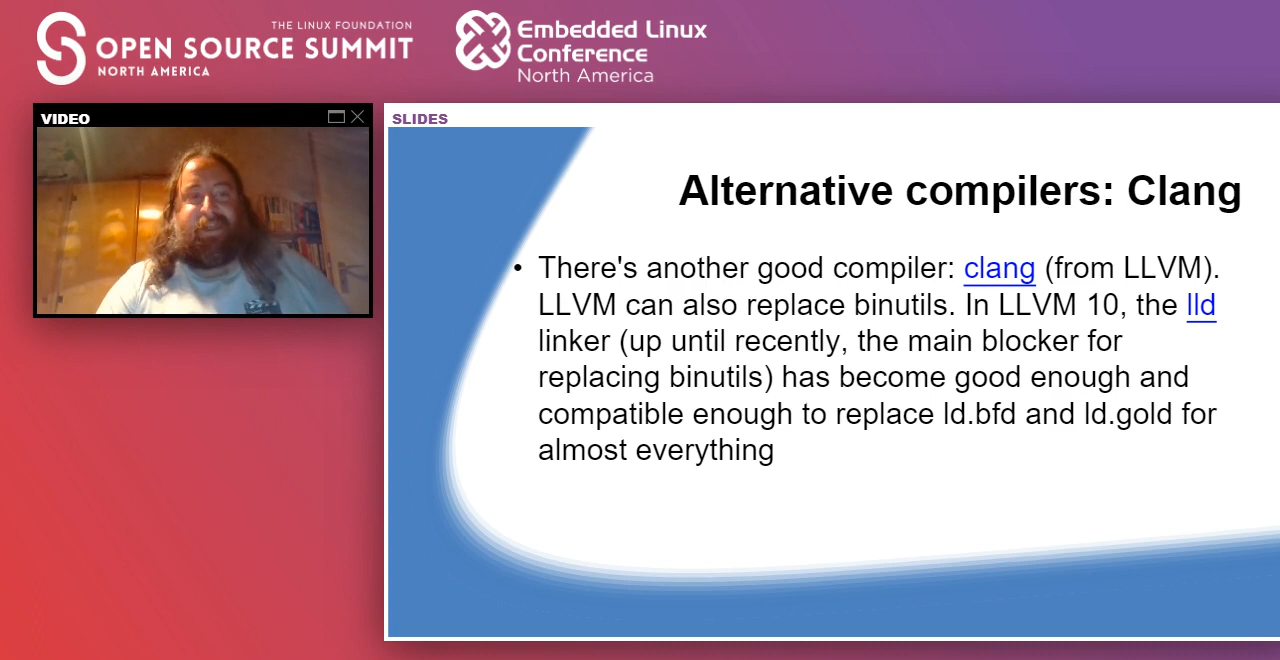 THE LINUX FOUNDATION
OPEN SOURCE SUMMIT
NORTH AMERICA
Embedded Linux
Conference
North America
VIDEO
SLIDES
Alternative compilers: Clang
• There's another good compiler: clang (from LLVM).
LLVM can also replace binutils. In LLVM 10, the lld
linker (up until recently, the main blocker for
replacing binutils) has become good enough and
compatible enough to replace ld.bfd and ld.gold for
almost everything